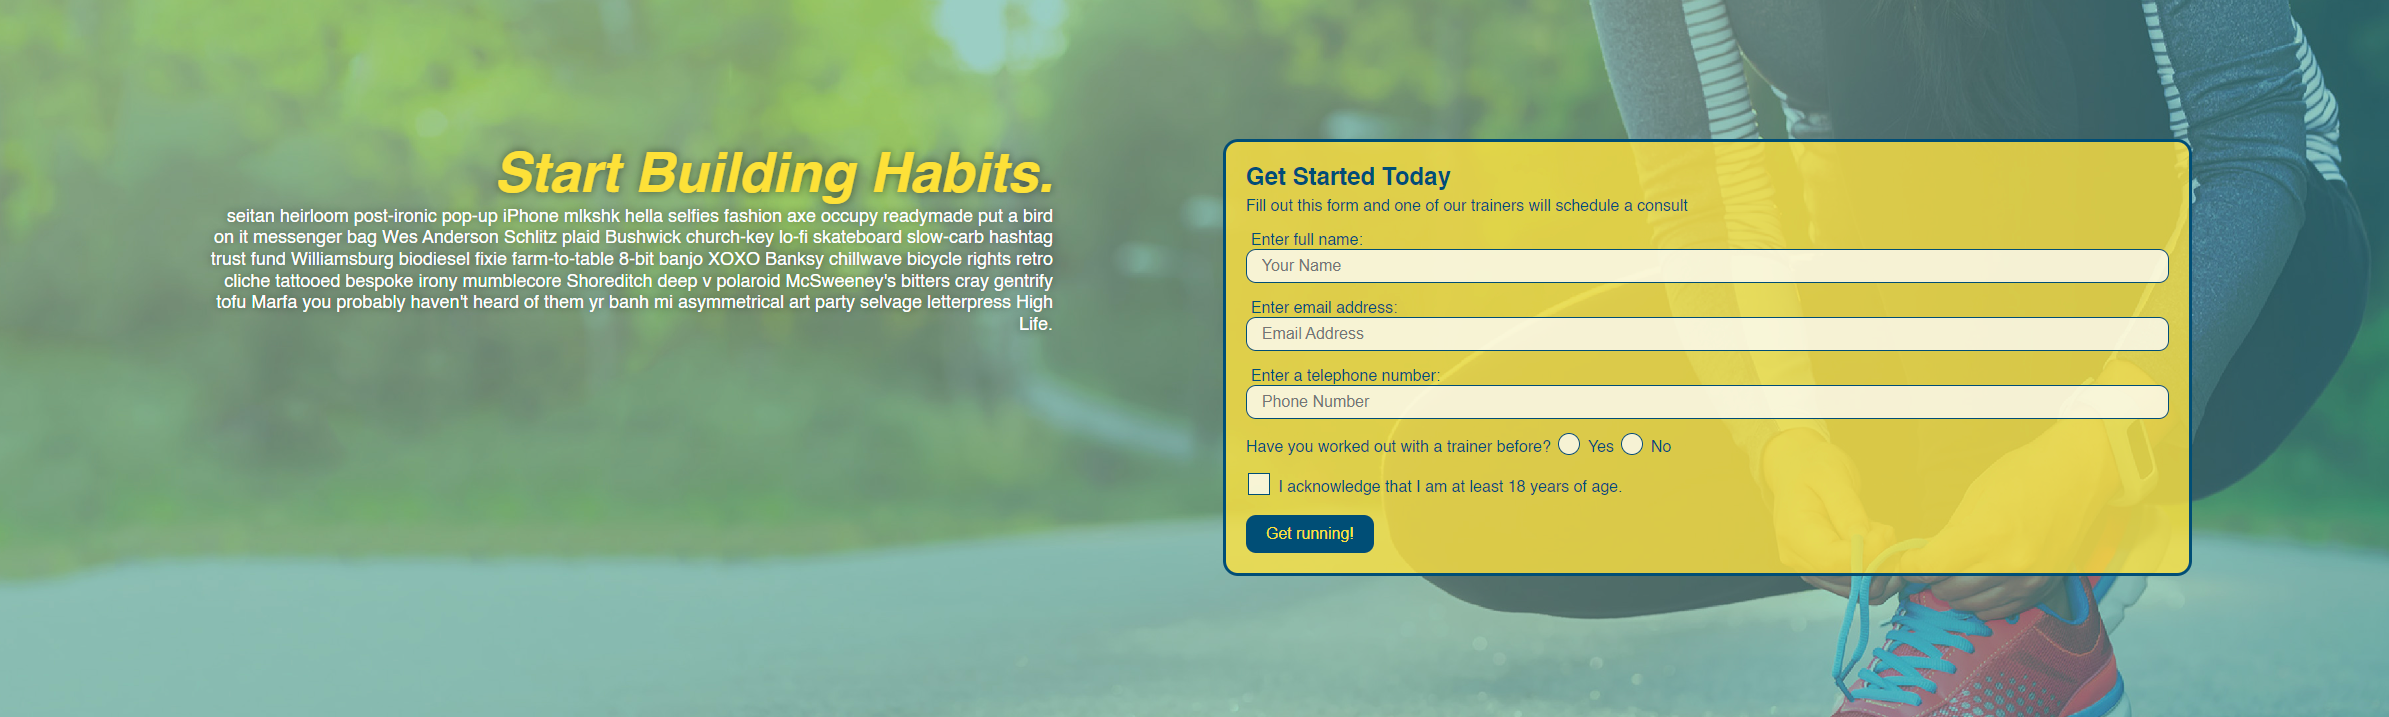 Start Building Habits.
seitan heirloom post-ironic pop-up iPhone mlkshk hella selfies fashion axe occupy readymade put a bird
on it messenger bag Wes Anderson Schlitz plaid Bushwick church-key lo-fi skateboard slow-carb hashtag
trust fund Williamsburg biodiesel fixie farm-to-table 8-bit banjo XOXO Banksy chillwave bicycle rights retro
cliche tattooed bespoke irony mumblecore Shoreditch deep v polaroid McSweeney's bitters cray gentrify
tofu Marfa you probably haven't heard of them yr banh mi asymmetrical art party selvage letterpress High
Life.
Get Started Today
Fill out this form and one of our trainers will schedule a consult
Enter full name:
Your Name
Enter email address:
Email Address
Enter a telephone number:
Phone Number
Have you worked out with a trainer before? Yes No
I acknowledge that I am at least 18 years of age.
Get running!